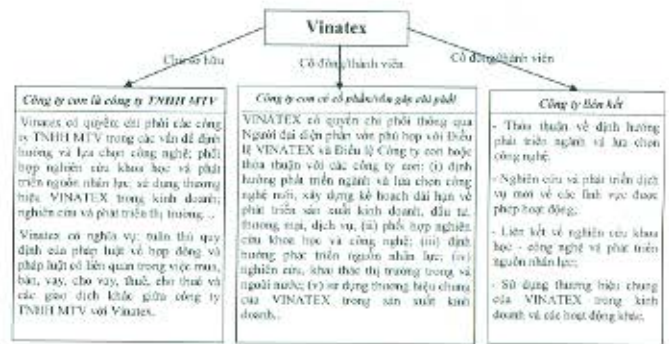 Vinatex
Chủ sở hữu
Cổ đông/thành viên
Cổ đông/thành viên
Công ty con là công ty TNHH MTV
Vinatex có quyền: chi phối các công
ty TNHH MTV trong các vấn đề định
hướng và lựa chọn công nghệ; phối
hợp nghiên cứu khoa học và phát
triển nguồn nhân lực; sử dụng thương
hiệu VINATEX trong kinh doanh;
nghiên cứu và phát triển thị trường...
Vinatex có nghĩa vụ: tuân thủ quy
định của pháp luật về hợp đồng và
pháp luật có liên quan trong việc mua,
bán, vay, cho vay, thuê, cho thuê và
các giao dịch khác giữa công ty
TNHH MTV với Vinatex.
Công ty con có cổ phần/vốn góp chi phối
VINATEX có quyền chi phối thông qua
Người đại diện phần vốn phù hợp với Điều
lệ VINATEX và Điều lệ Công ty con hoặc
thỏa thuận với các công ty con: (i) định
hướng phát triển ngành và lựa chọn công
nghệ mới, xây dựng kế hoạch dài hạn về
phát triển sản xuất kinh doanh, đầu tư,
thương mại, dịch vụ; (ii) phối hợp nghiên
cứu khoa học và công nghệ; (iii) định
hướng phát triển nguồn nhân lực; (iv)
nghiên cứu, khai thác thị trường trong và
ngoài nước; (v) sử dụng thương hiệu chung
của VINATEX trong sản xuất kinh
doanh...
Công ty liên kết
- Thỏa thuận về định hướng
phát triển ngành và lựa chọn
công nghệ.
- Nghiên cứu và phát triển dịch
vụ mới về các lĩnh vực được
phép hoạt động;
- Liên kết về nghiên cứu khoa
học - công nghệ và phát triển
nguồn nhân lực;
- Sử dụng thương hiệu chung
của VINATEX trong kinh
doanh và các hoạt động khác.